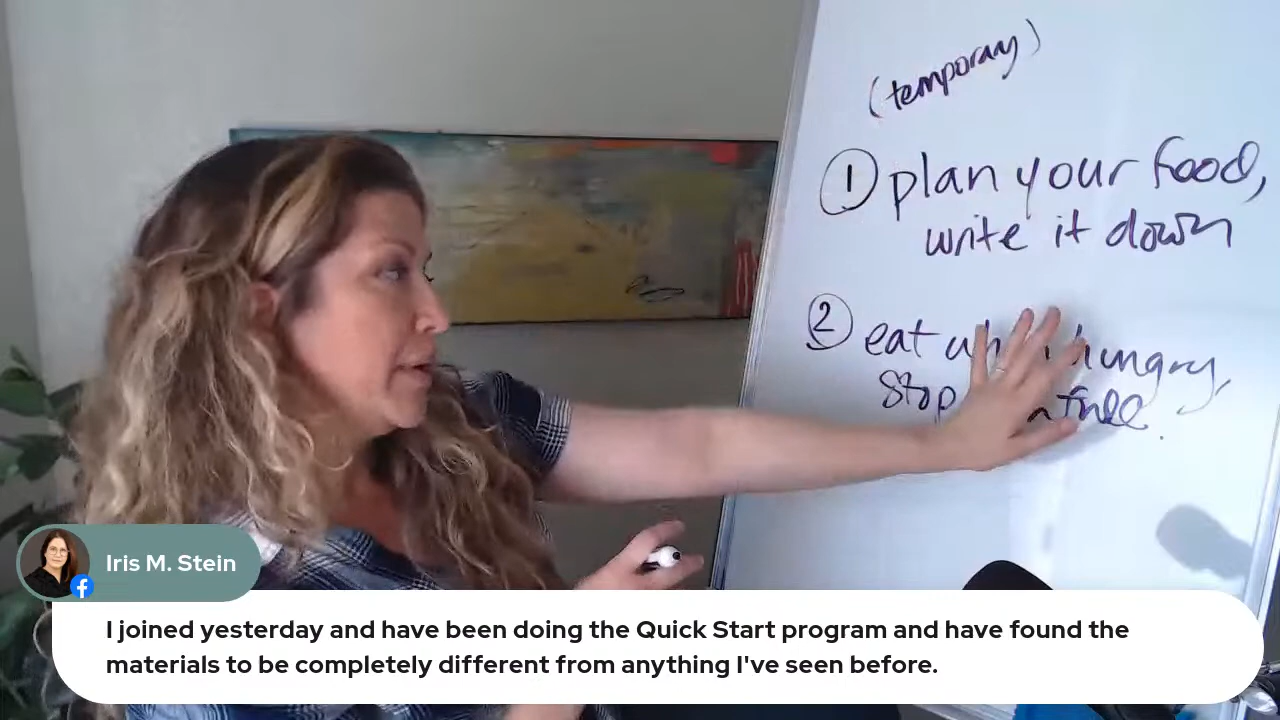 (temporary)
1 plan your food,
write it down
2 eat hungry,
Stop full.
Iris M. Stein
I joined yesterday and have been doing the Quick Start program and have found the
materials to be completely different from anything I've seen before.